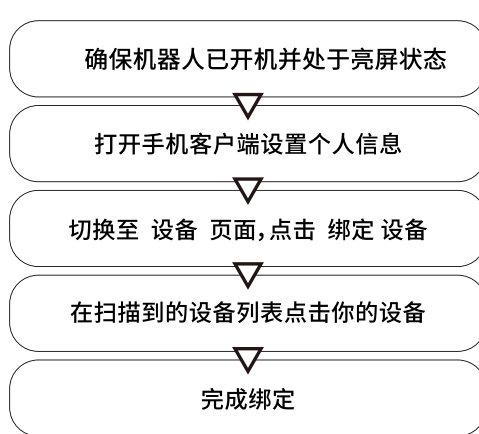 确保机器人已开机并处于亮屏状态
打开手机客户端设置个人信息
切换至 设备 页面，点击 绑定 设备
在扫描到的设备列表点击你的设备
完成绑定